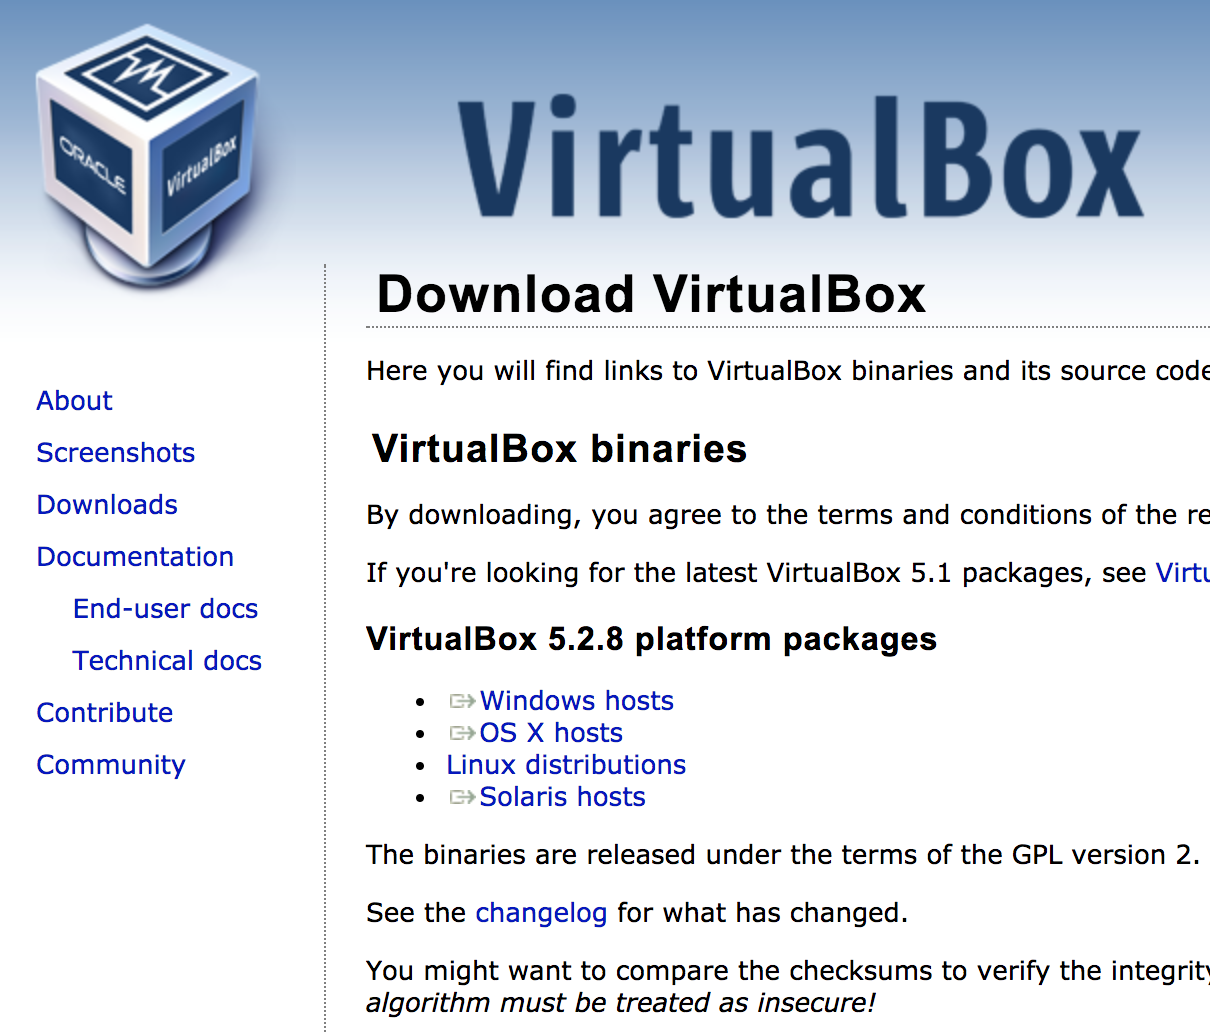 ORACLE
VirtualBox
VirtualBox
Download VirtualBox
Here you will find links to VirtualBox binaries and its source code
About
Screenshots
Downloads
Documentation
End-user docs
Technical docs
Contribute
Community
VirtualBox binaries
By downloading, you agree to the terms and conditions of the re
If you're looking for the latest VirtualBox 5.1 packages, see Virtu
VirtualBox 5.2.8 platform packages
Windows hosts
OS X hosts
Linux distributions
Solaris hosts
The binaries are released under the terms of the GPL version 2.
See the changelog for what has changed.
You might want to compare the checksums to verify the integrity
algorithm must be treated as insecure!